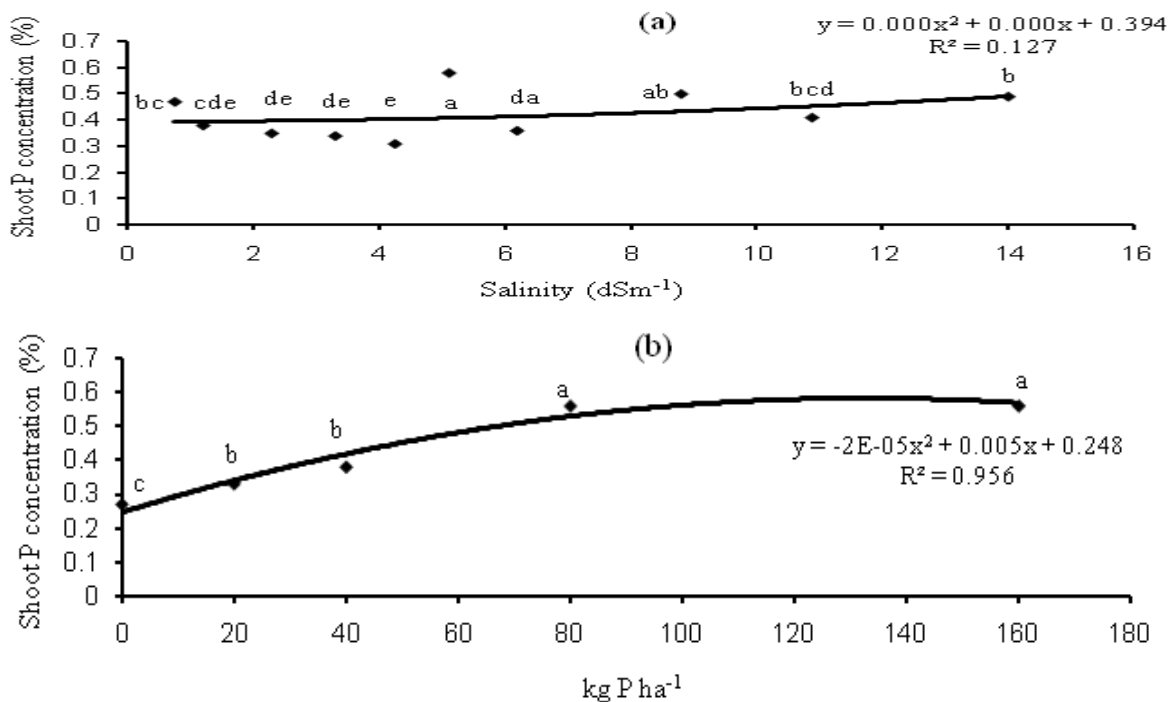 (a)
y = 0.000x² + 0.000x + 0.394
R² = 0.127
Shoot P concentration (%)
0.7
0.6
0.5
0.4
0.3
0.2
0.1
0
bc cde de de e a da ab bcd b
0 2 4 6 8 10 12 14 16
Salinity (dSm⁻¹)
(b)
Shoot P concentration (%)
0.7
0.6
0.5
0.4
0.3
0.2
0.1
0
c b b a a
y = -2E-05x² + 0.005x + 0.248
R² = 0.956
0 20 40 60 80 100 120 140 160 180
kg P ha⁻¹